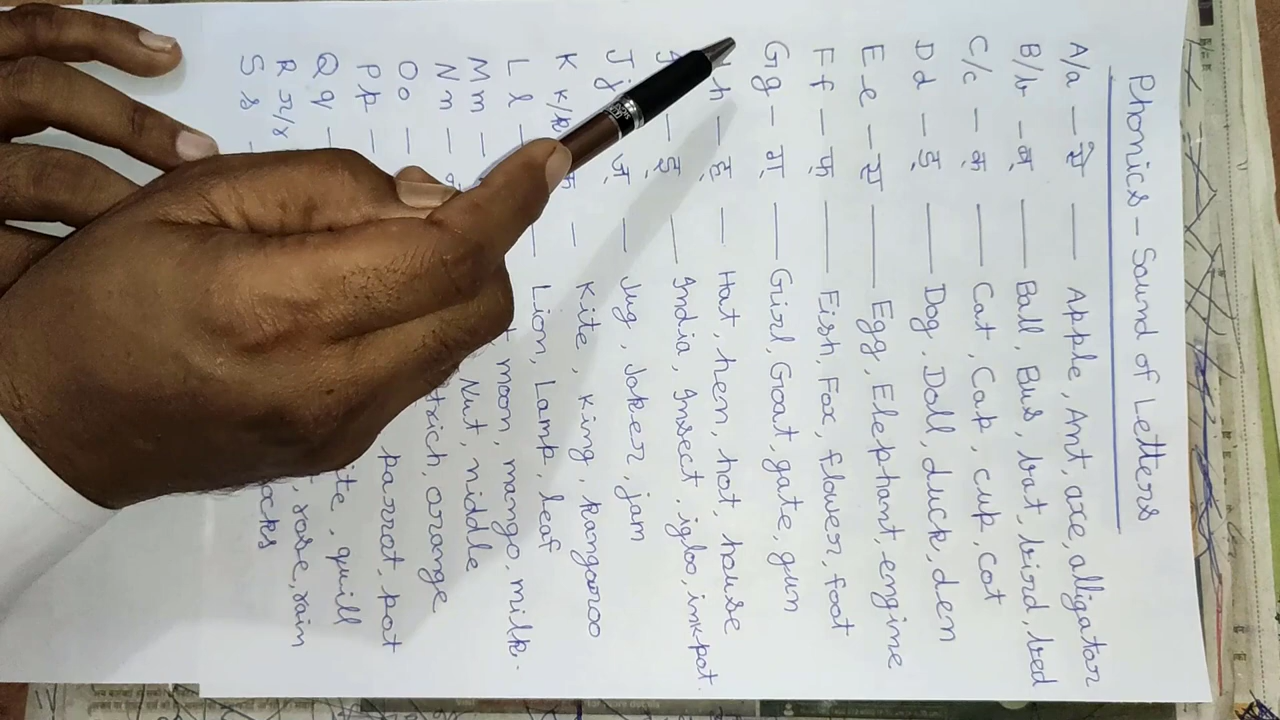 Phonics - Sound of Letters
A/a — ऐ — Apple, Ant, axe, alligator
B/b — ब् — Ball, Bus, bat, bird, bed
C/c — क् — Cat, Cap, cup, cot
D d — ड् — Dog, Doll, duck, den
E e — ए — Egg, Elephant, engine
F f — फ् — Fish, Fox, flower, foot
G g — ग् — Girl, Goat, gate, gun
h — ह् — Hat, hen, hot, house
— इ — India, Insect, igloo, inkpot.
J j ज् — Jug, Joker, jam
K k/k — Kite, king, kangaroo
L l — Lion, Lamp, leaf
M m — moon, mango, milk.
N n — Nut, middle
O o — orange
P p — parrot, pot
Q q — quill
R r/r rose, rain
S s -